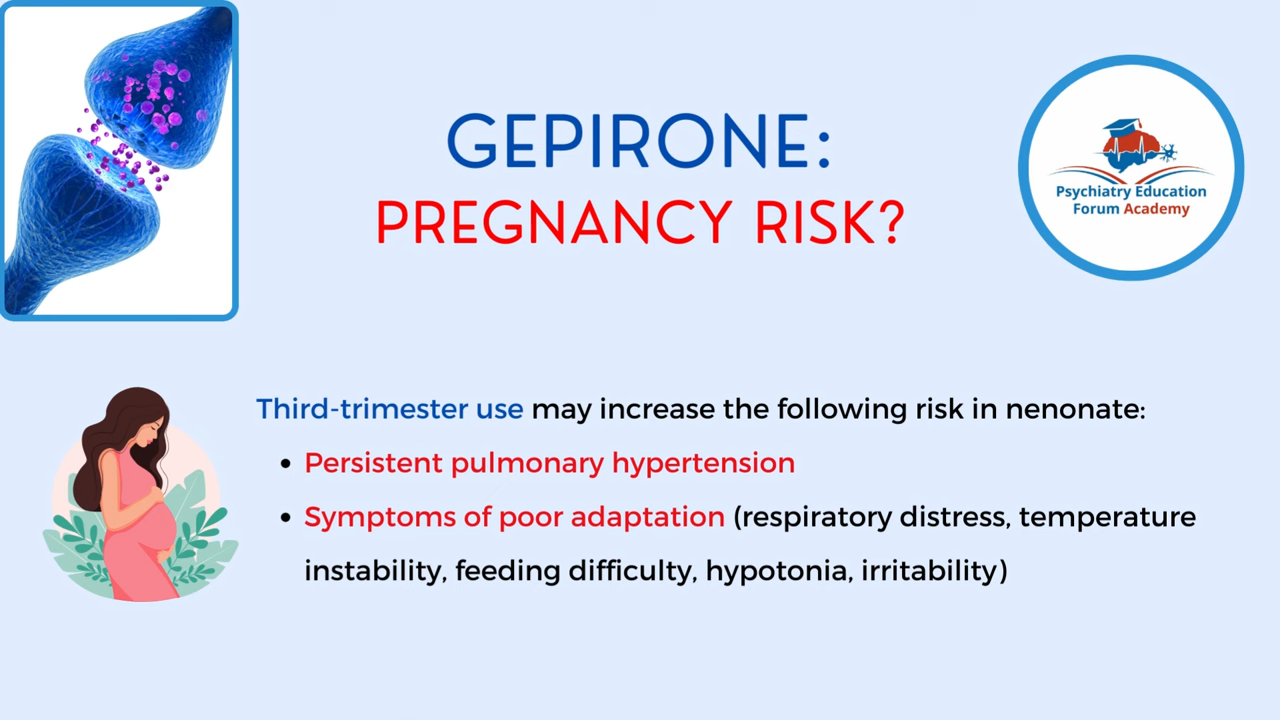 GEPIRONE:
PREGNANCY RISK?
Psychiatry Education
Forum Academy
Third-trimester use may increase the following risk in nenonate:
• Persistent pulmonary hypertension
• Symptoms of poor adaptation (respiratory distress, temperature
instability, feeding difficulty, hypotonia, irritability)